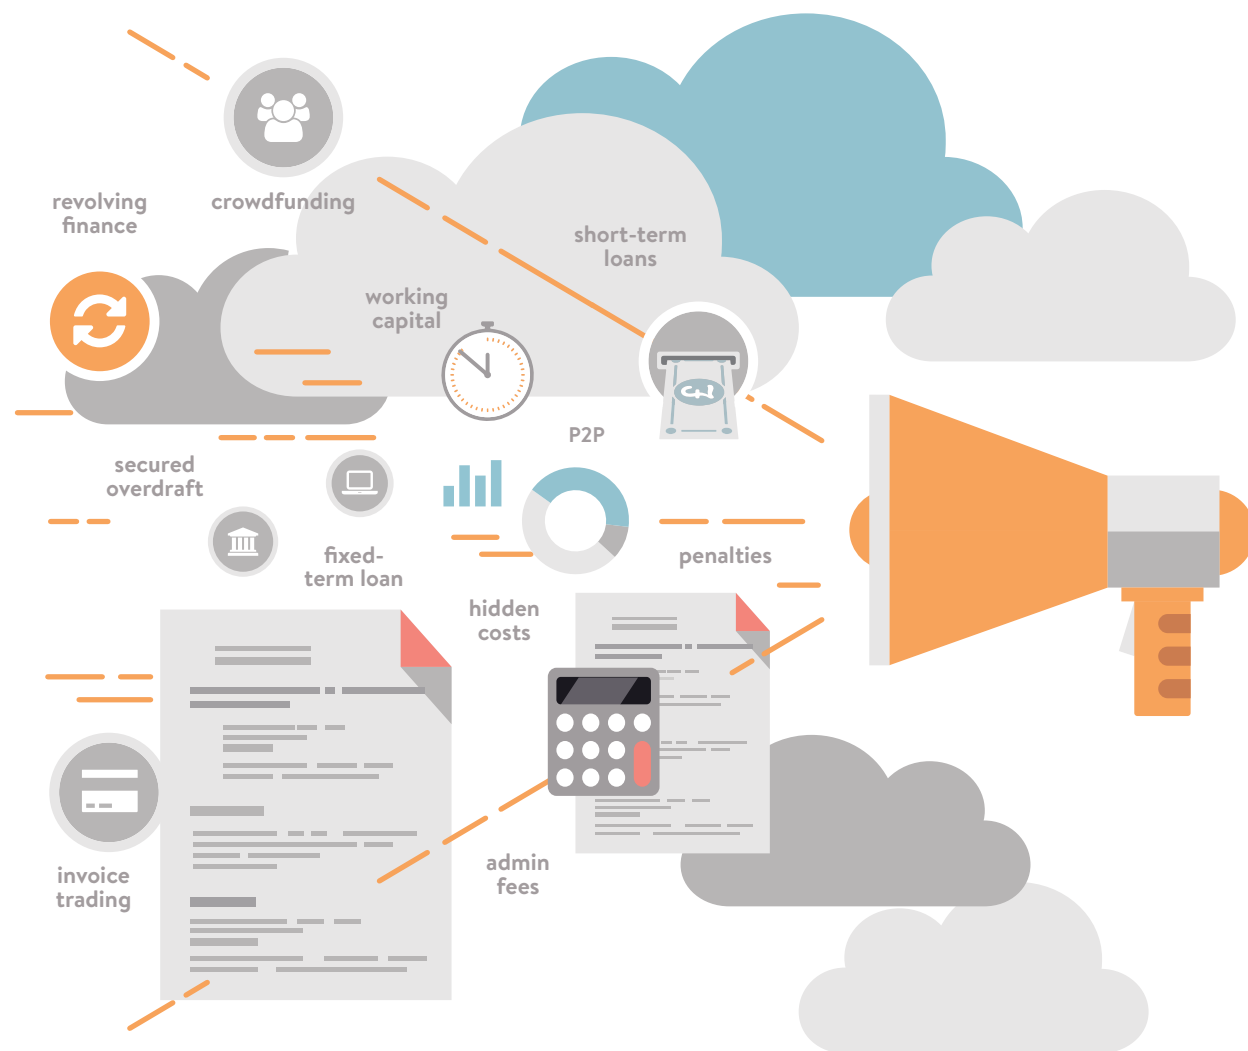 revolving
finance
crowdfunding
short-term
loans
working
capital
£
P2P
secured
overdraft
fixed-
term loan
penalties
hidden
costs
invoice
trading
admin
fees